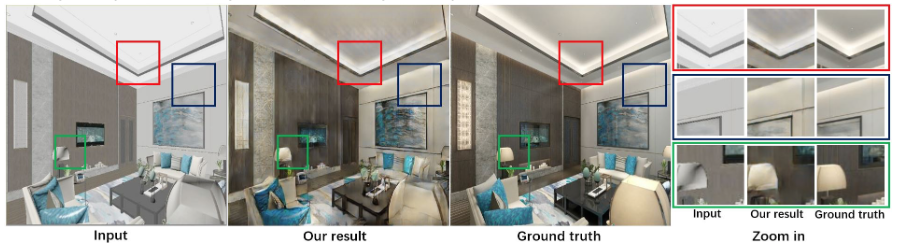 Input
Our result
Ground truth
Input
Our result
Ground truth
Zoom in